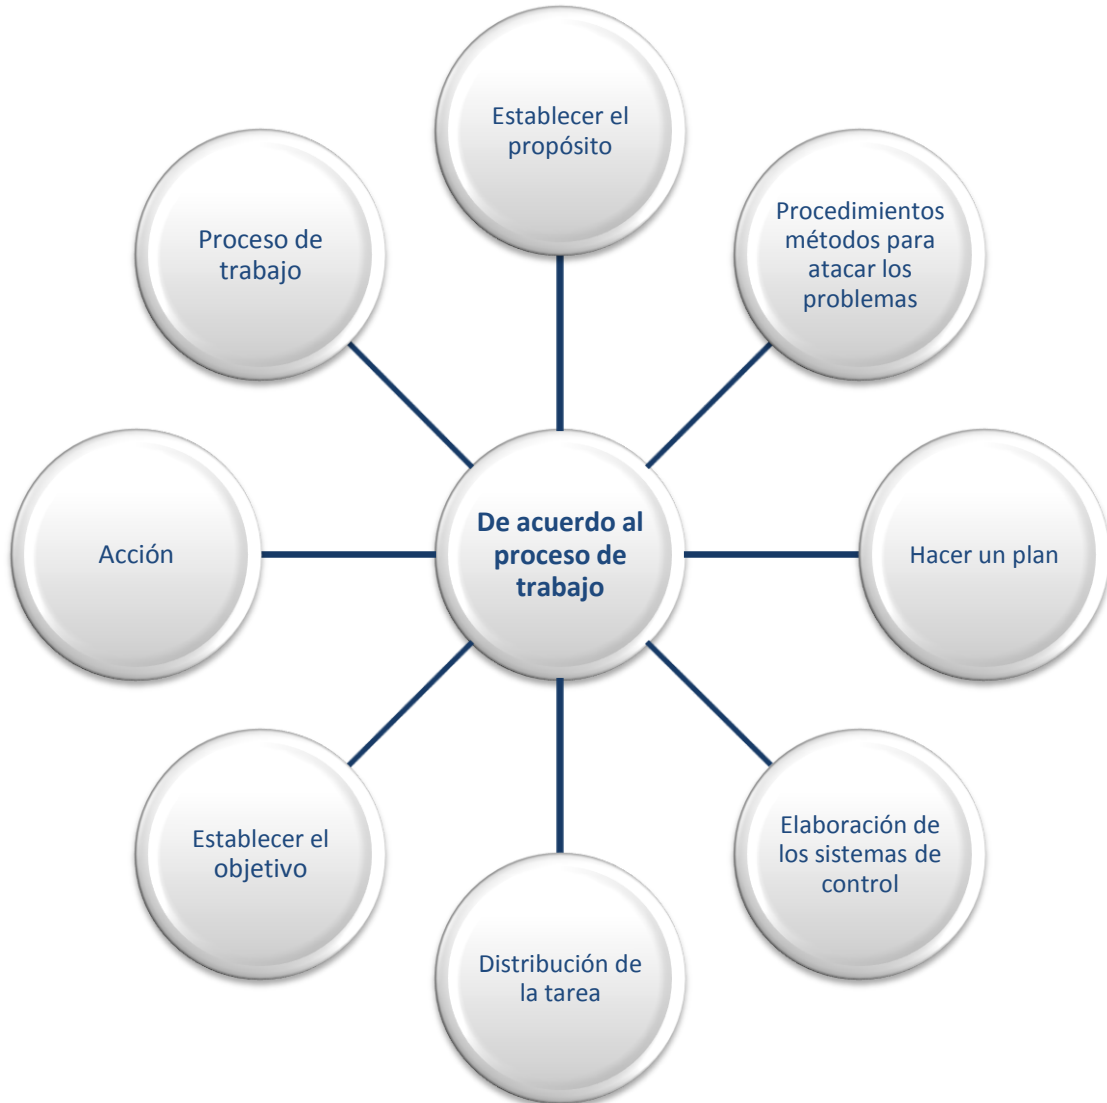 Establecer el
propósito
Procedimientos
métodos para
atacar los
problemas
Hacer un plan
Elaboración de
los sistemas de
control
Distribución de
la tarea
Establecer el
objetivo
Acción
Proceso de
trabajo
De acuerdo al
proceso de
trabajo